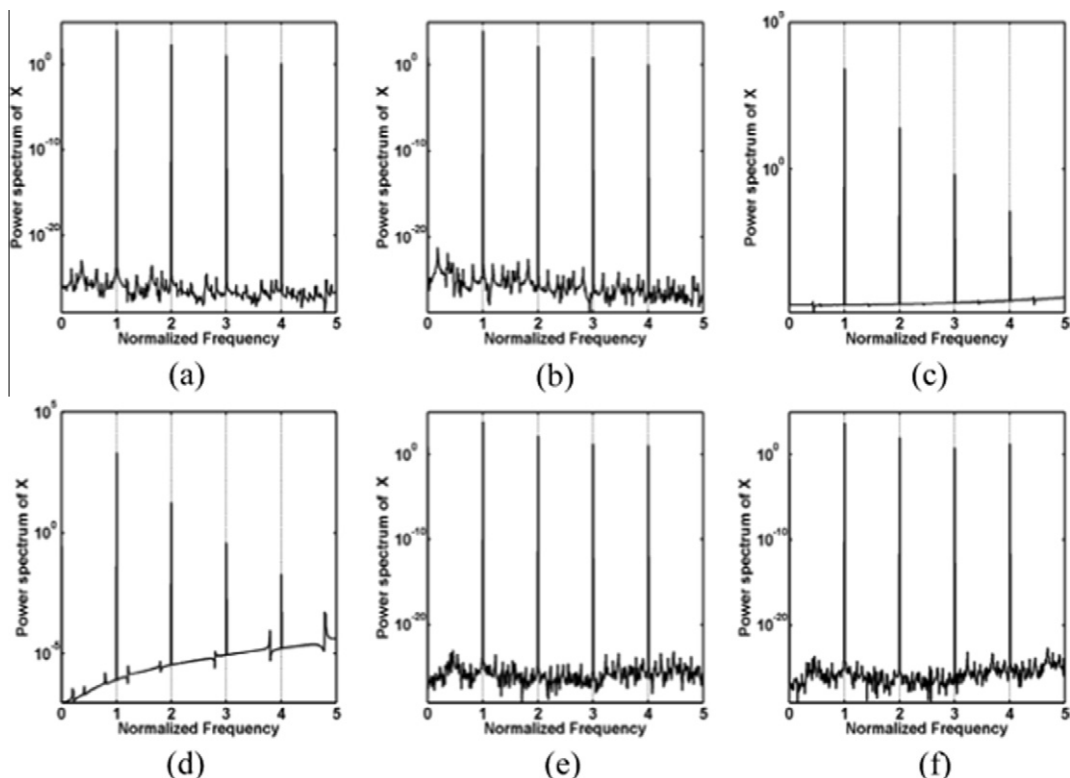 Power spectrum of X
10^0
10^-10
10^-20
0 1 2 3 4 5
Normalized Frequency
(a)
Power spectrum of X
10^0
10^-10
10^-20
0 1 2 3 4 5
Normalized Frequency
(b)
Power spectrum of X
10^5
10^0
0 1 2 3 4 5
Normalized Frequency
(c)
Power spectrum of X
10^5
10^0
10^-5
0 1 2 3 4 5
Normalized Frequency
(d)
Power spectrum of X
10^0
10^-10
10^-20
0 1 2 3 4 5
Normalized Frequency
(e)
Power spectrum of X
10^0
10^-10
10^-20
0 1 2 3 4 5
Normalized Frequency
(f)